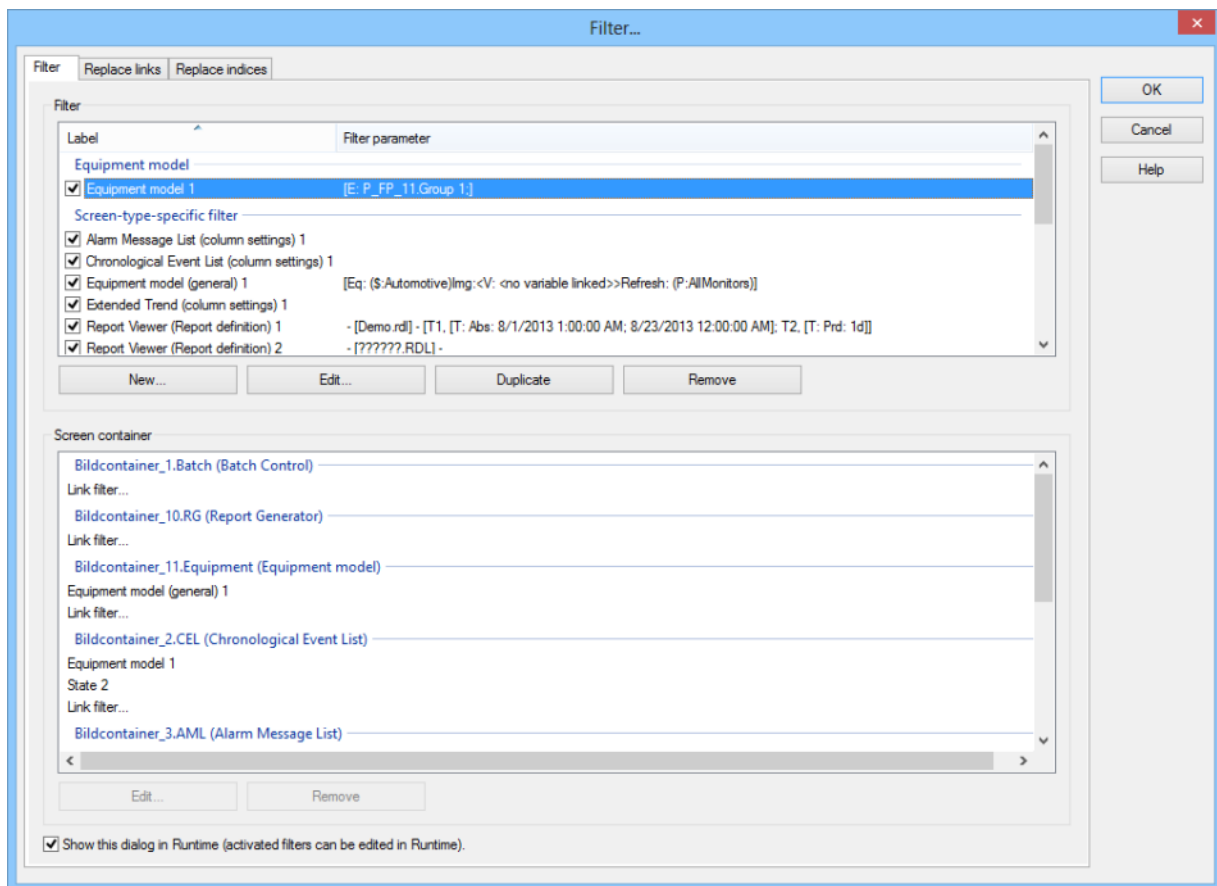 Filter...
Filter Replace links Replace indices
OK
Cancel
Help
Filter
Label Filter parameter
Equipment model
Equipment model 1 [E: P_FP_11.Group 1;]
Screen-type-specific filter
Alarm Message List (column settings) 1
Chronological Event List (column settings) 1
Equipment model (general) 1 [Eq: ($:Automotive)Img:<V: <no variable linked>>Refresh: (P:AllMonitors)]
Extended Trend (column settings) 1
Report Viewer (Report definition) 1 - [Demo.rdl] - [T1, [T: Abs: 8/1/2013 1:00:00 AM; 8/23/2013 12:00:00 AM]; T2, [T: Prd: 1d]]
Report Viewer (Report definition) 2 - [??????.RDL] -
New... Edit... Duplicate Remove
Screen container
Bildcontainer_1.Batch (Batch Control)
Link filter...
Bildcontainer_10.RG (Report Generator)
Link filter...
Bildcontainer_11.Equipment (Equipment model)
Equipment model (general) 1
Link filter...
Bildcontainer_2.CEL (Chronological Event List)
Equipment model 1
State 2
Link filter...
Bildcontainer_3.AML (Alarm Message List)
Edit... Remove
Show this dialog in Runtime (activated filters can be edited in Runtime).